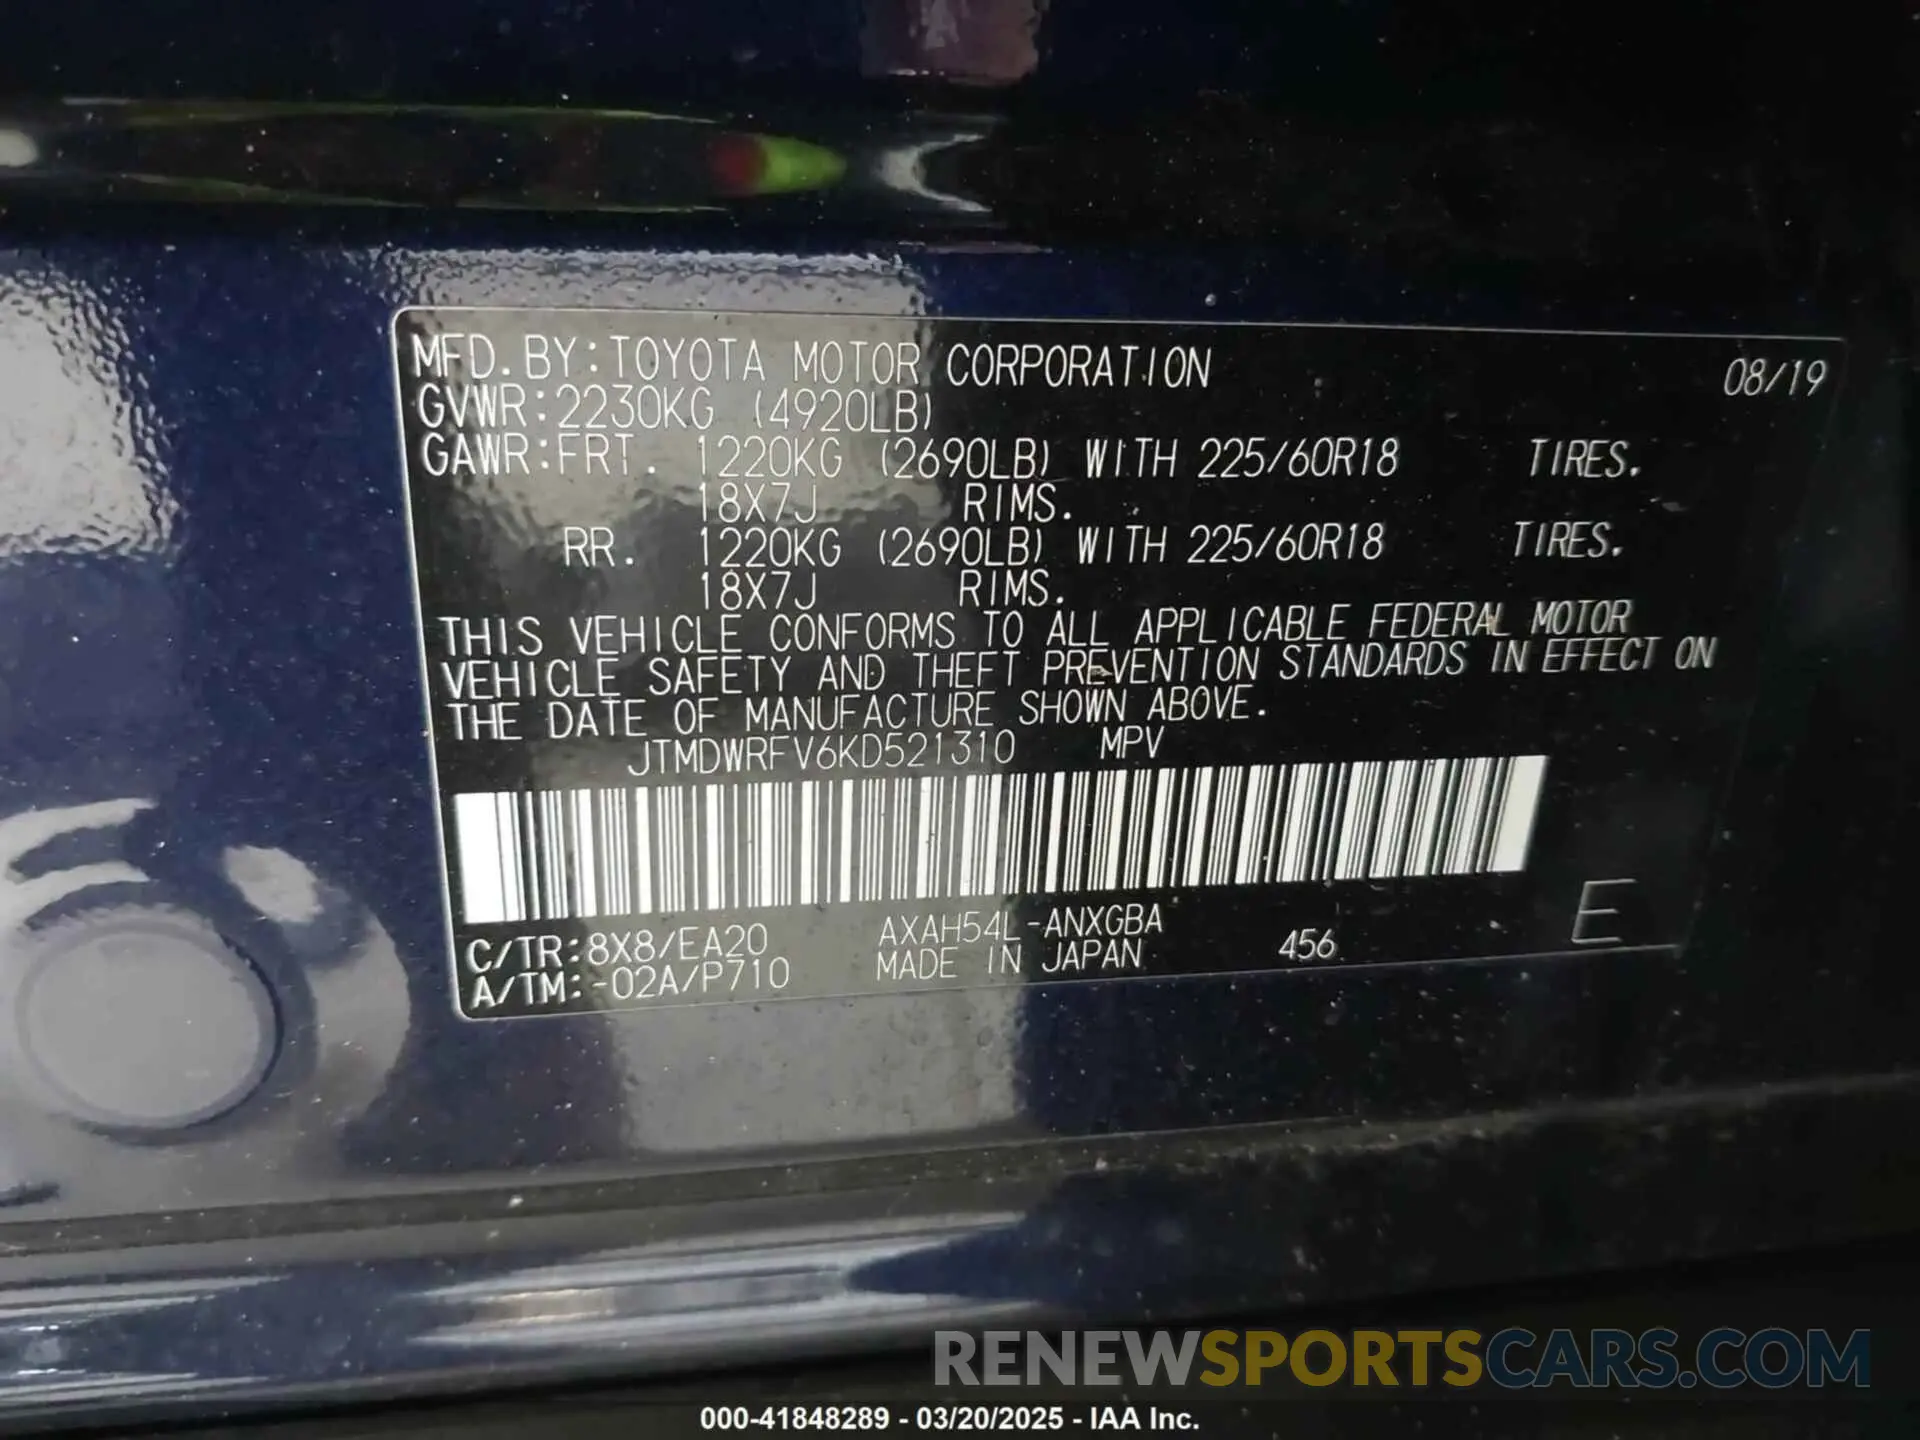 MFD. BY:TOYOTA MOTOR CORPORATION 08/19
GVWR:2230KG (4920LB)
GAWR:FRT. 1220KG (2690LB) WITH 225/60R18 TIRES.
18X7J RIMS.
RR. 1220KG (2690LB) WITH 225/60R18 TIRES.
18X7J RIMS.
THIS VEHICLE CONFORMS TO ALL APPLICABLE FEDERAL MOTOR
VEHICLE SAFETY AND THEFT PREVENTION STANDARDS IN EFFECT ON
THE DATE OF MANUFACTURE SHOWN ABOVE.
JTMDWRFV6KD521310 MPV
C/TR:8X8/EA20 AXAH54L-ANXGBA
A/TM:-02A/P710 MADE IN JAPAN 456 E
RENEWSPORTSCARS.COM
000-41848289 - 03/20/2025 - IAA Inc.